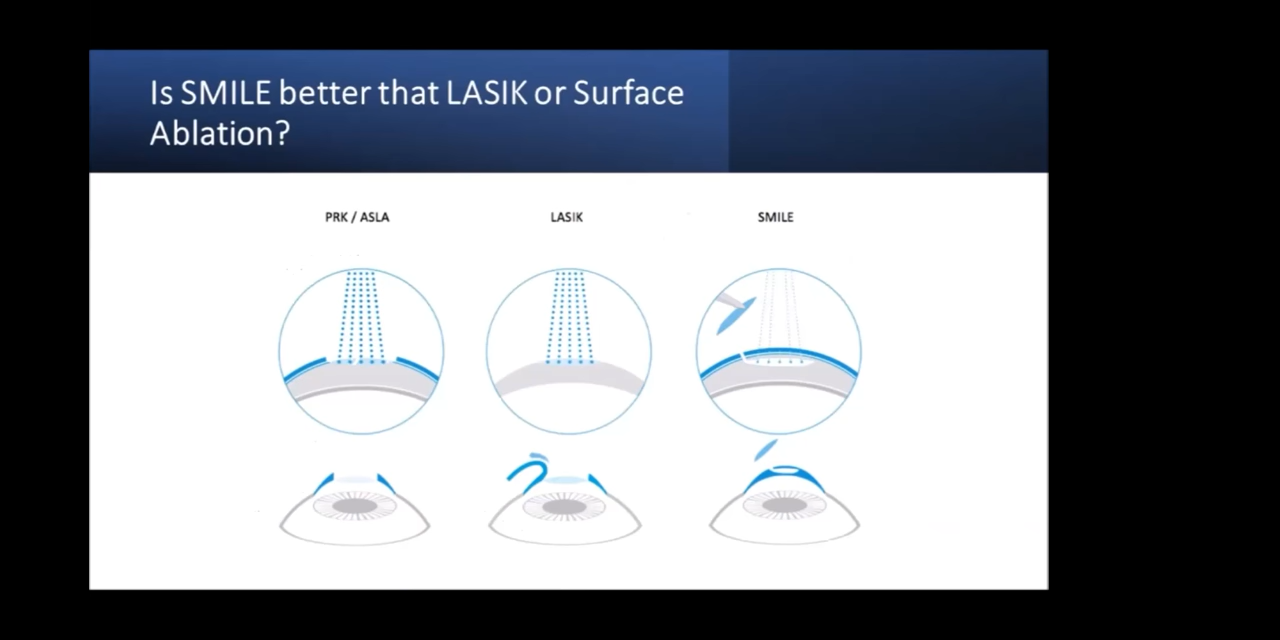 Is SMILE better that LASIK or Surface
Ablation?
PRK / ASLA
LASIK
SMILE